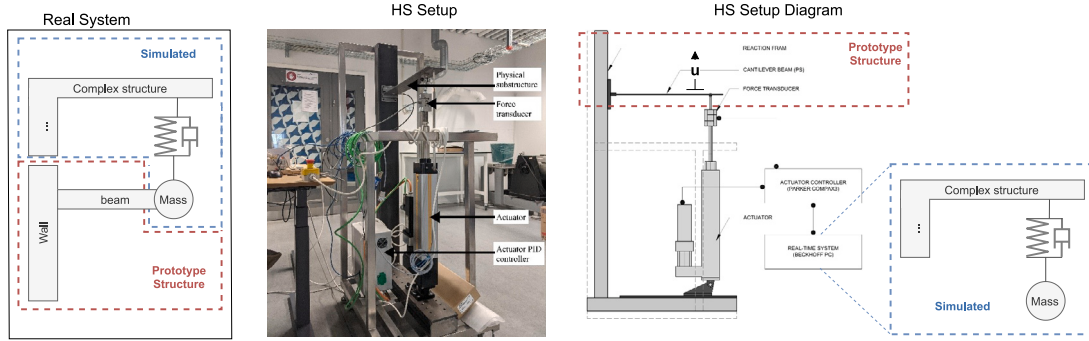 Real System
Simulated
Complex structure
...
Wall
beam
Mass
Prototype
Structure
HS Setup
Physical
substructure
Force
transducer
Actuator
Actuator PID
controller
HS Setup Diagram
REACTION FRAM
CANTILEVER BEAM (PS)
FORCE TRANSDUCER
Prototype
Structure
u
ACTUATOR CONTROLLER
(PARKER COMPAX3)
ACTUATOR
REAL-TIME SYSTEM
(BECKHOFF PC)
Complex structure
...
Mass
Simulated